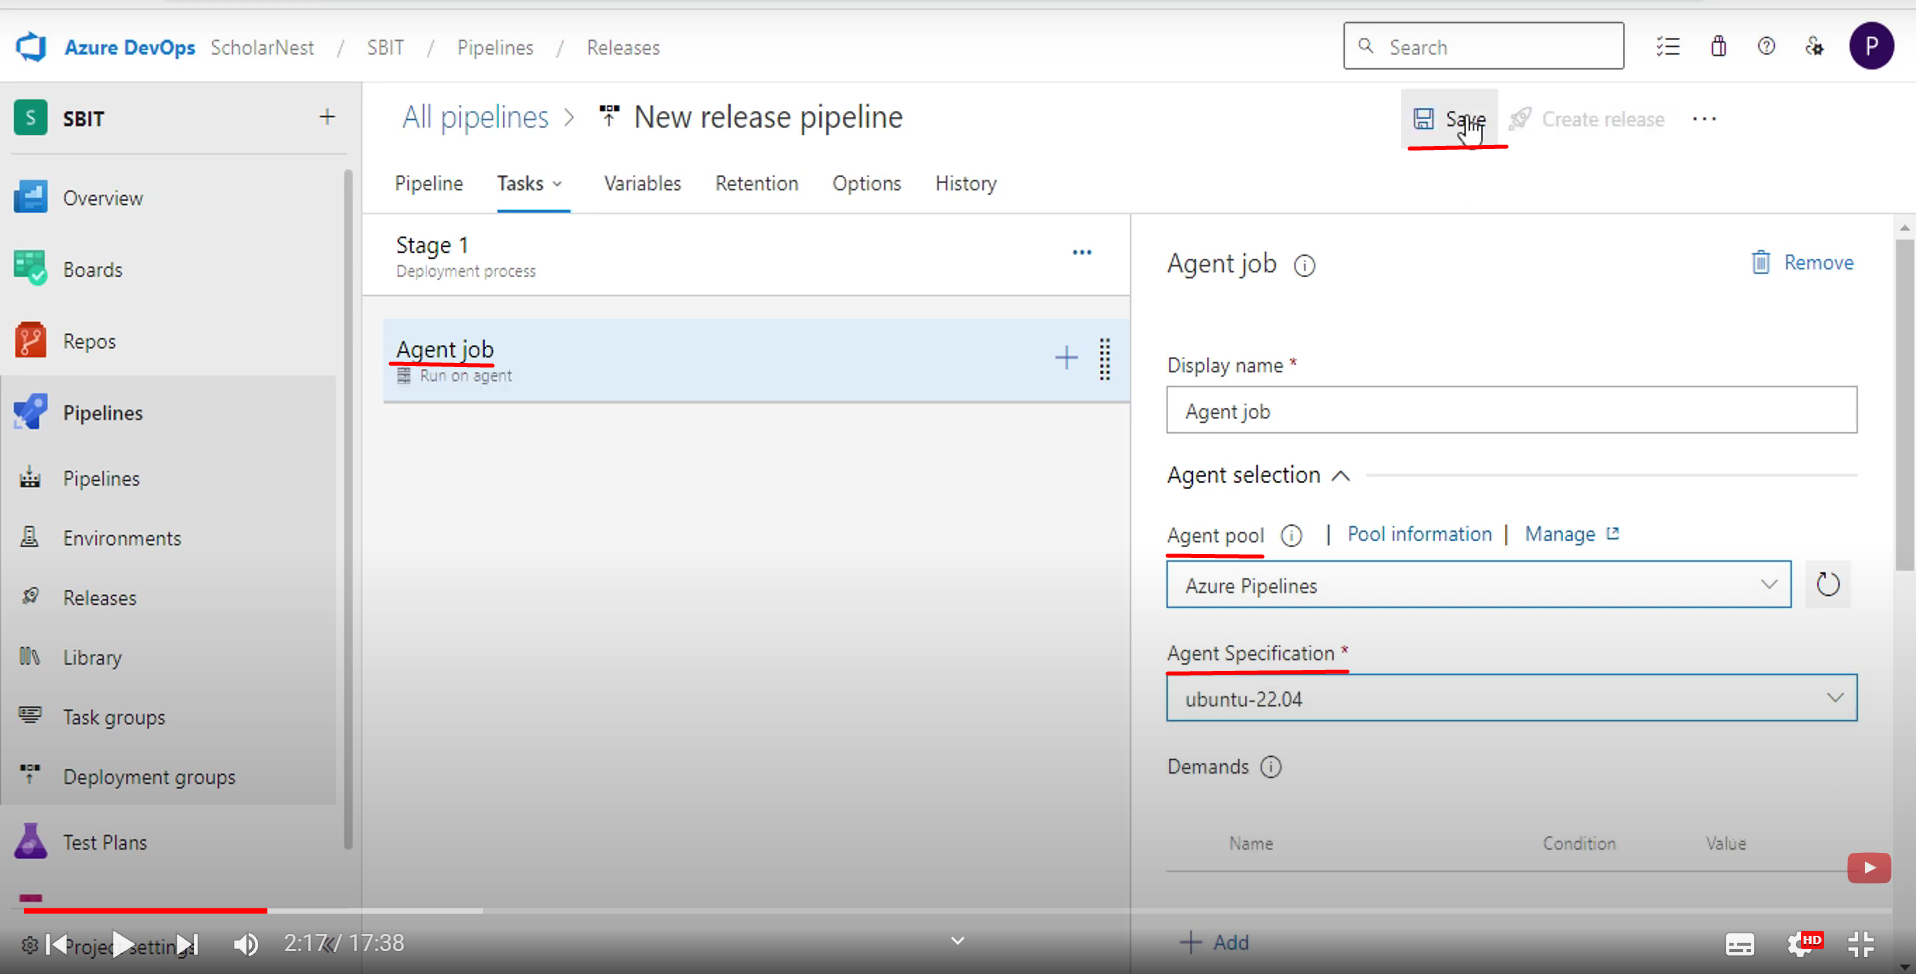 Azure DevOps ScholarNest / SBIT / Pipelines / Releases
Search
P
S SBIT +
All pipelines > New release pipeline
Save
Create release ...
Pipeline Tasks Variables Retention Options History
Overview
Boards
Repos
Pipelines
Pipelines
Environments
Releases
Library
Task groups
Deployment groups
Test Plans
Project settings
Stage 1
Deployment process
Agent job
Run on agent
Agent job
Remove
Display name *
Agent job
Agent selection
Agent pool | Pool information | Manage
Azure Pipelines
Agent Specification *
ubuntu-22.04
Demands
Name Condition Value
+ Add
2:17 / 17:38
HD